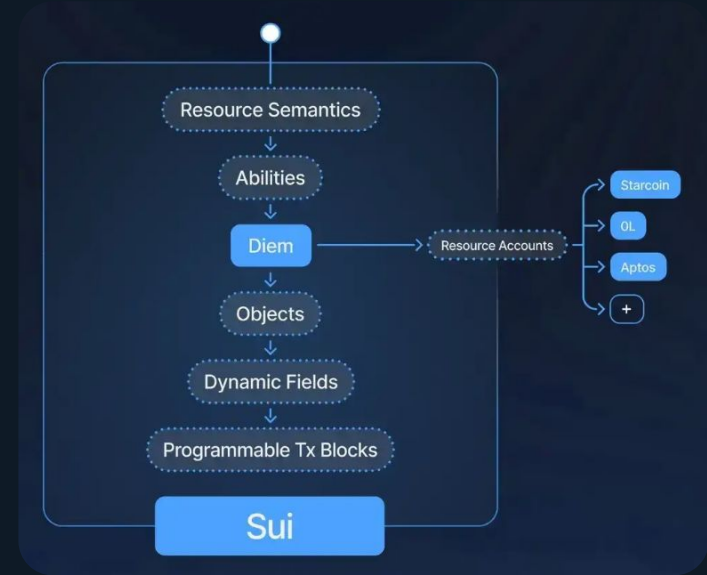 Resource Semantics
Abilities
Diem
Objects
Dynamic Fields
Programmable Tx Blocks
Sui
Resource Accounts
Starcoin
0L
Aptos
+